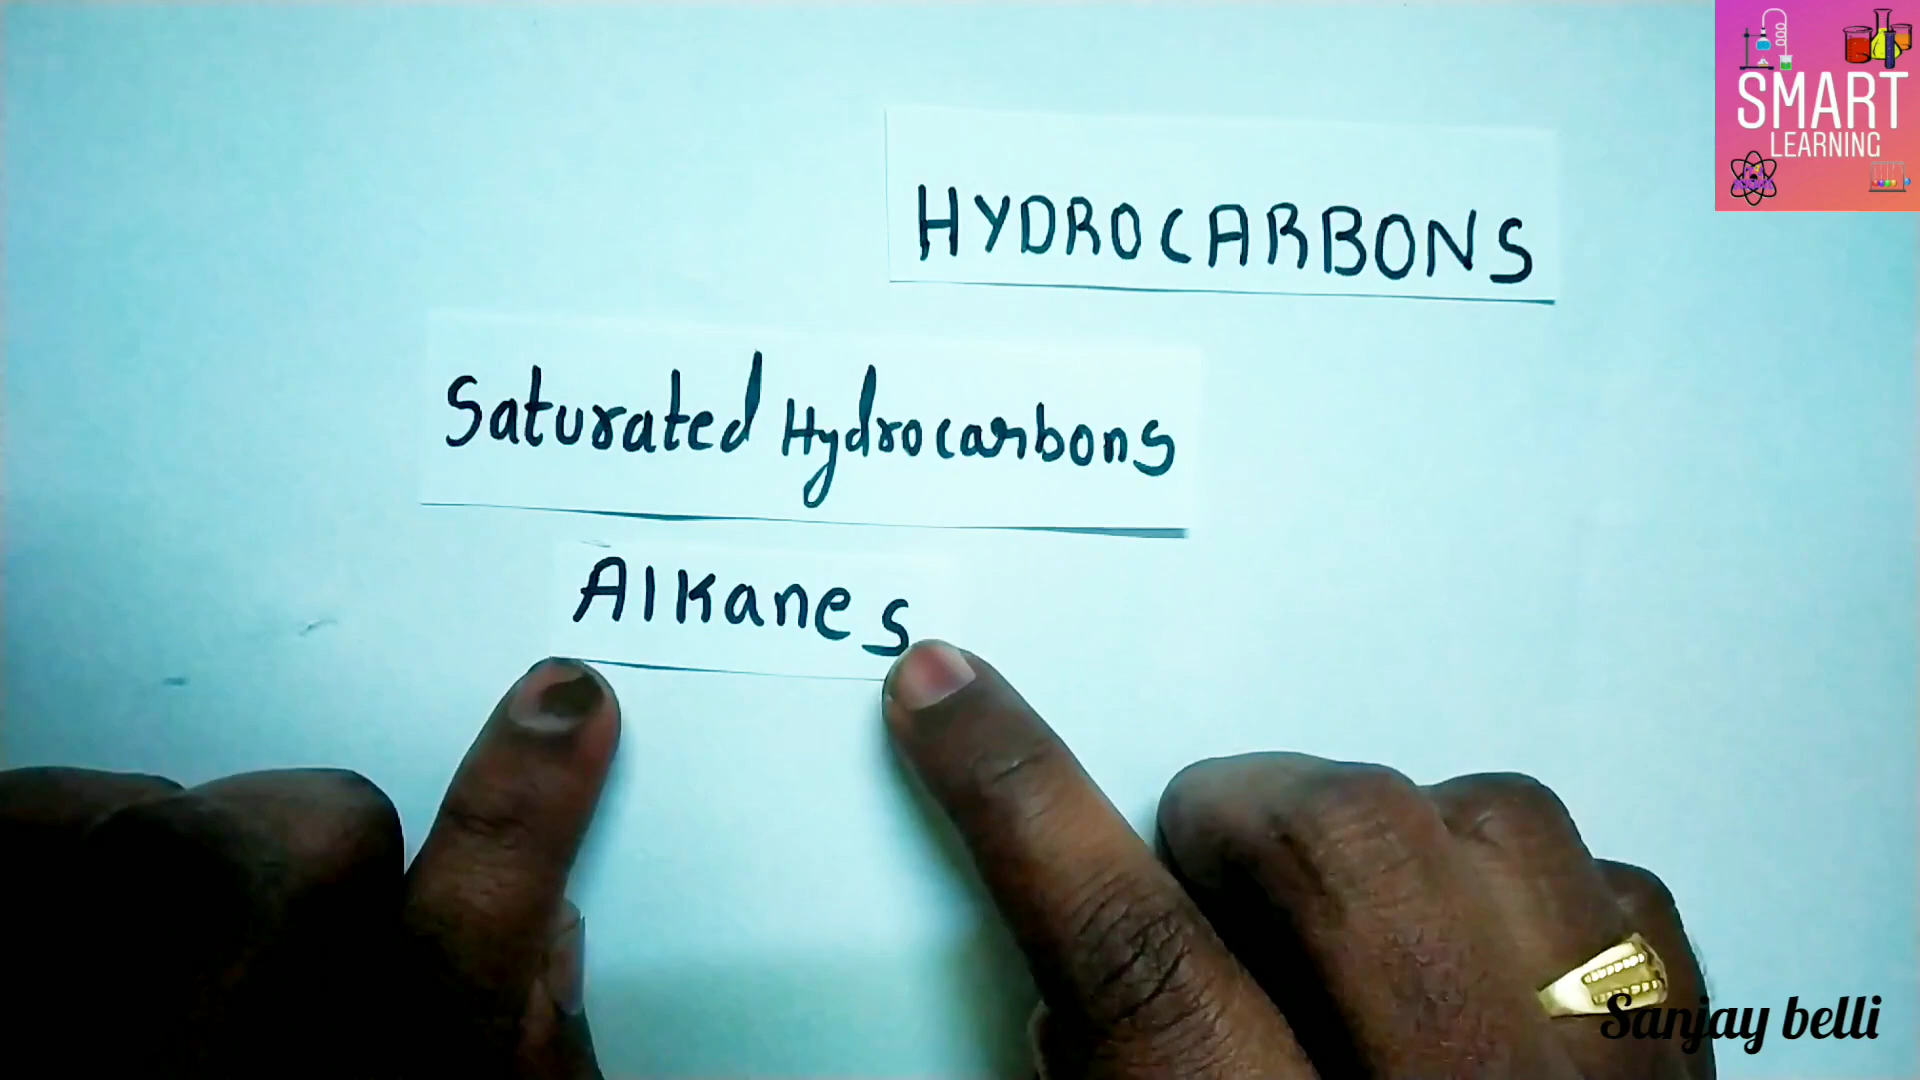 SMART
LEARNING
HYDROCARBONS
Saturated Hydrocarbons
Alkanes
Sanjay belli